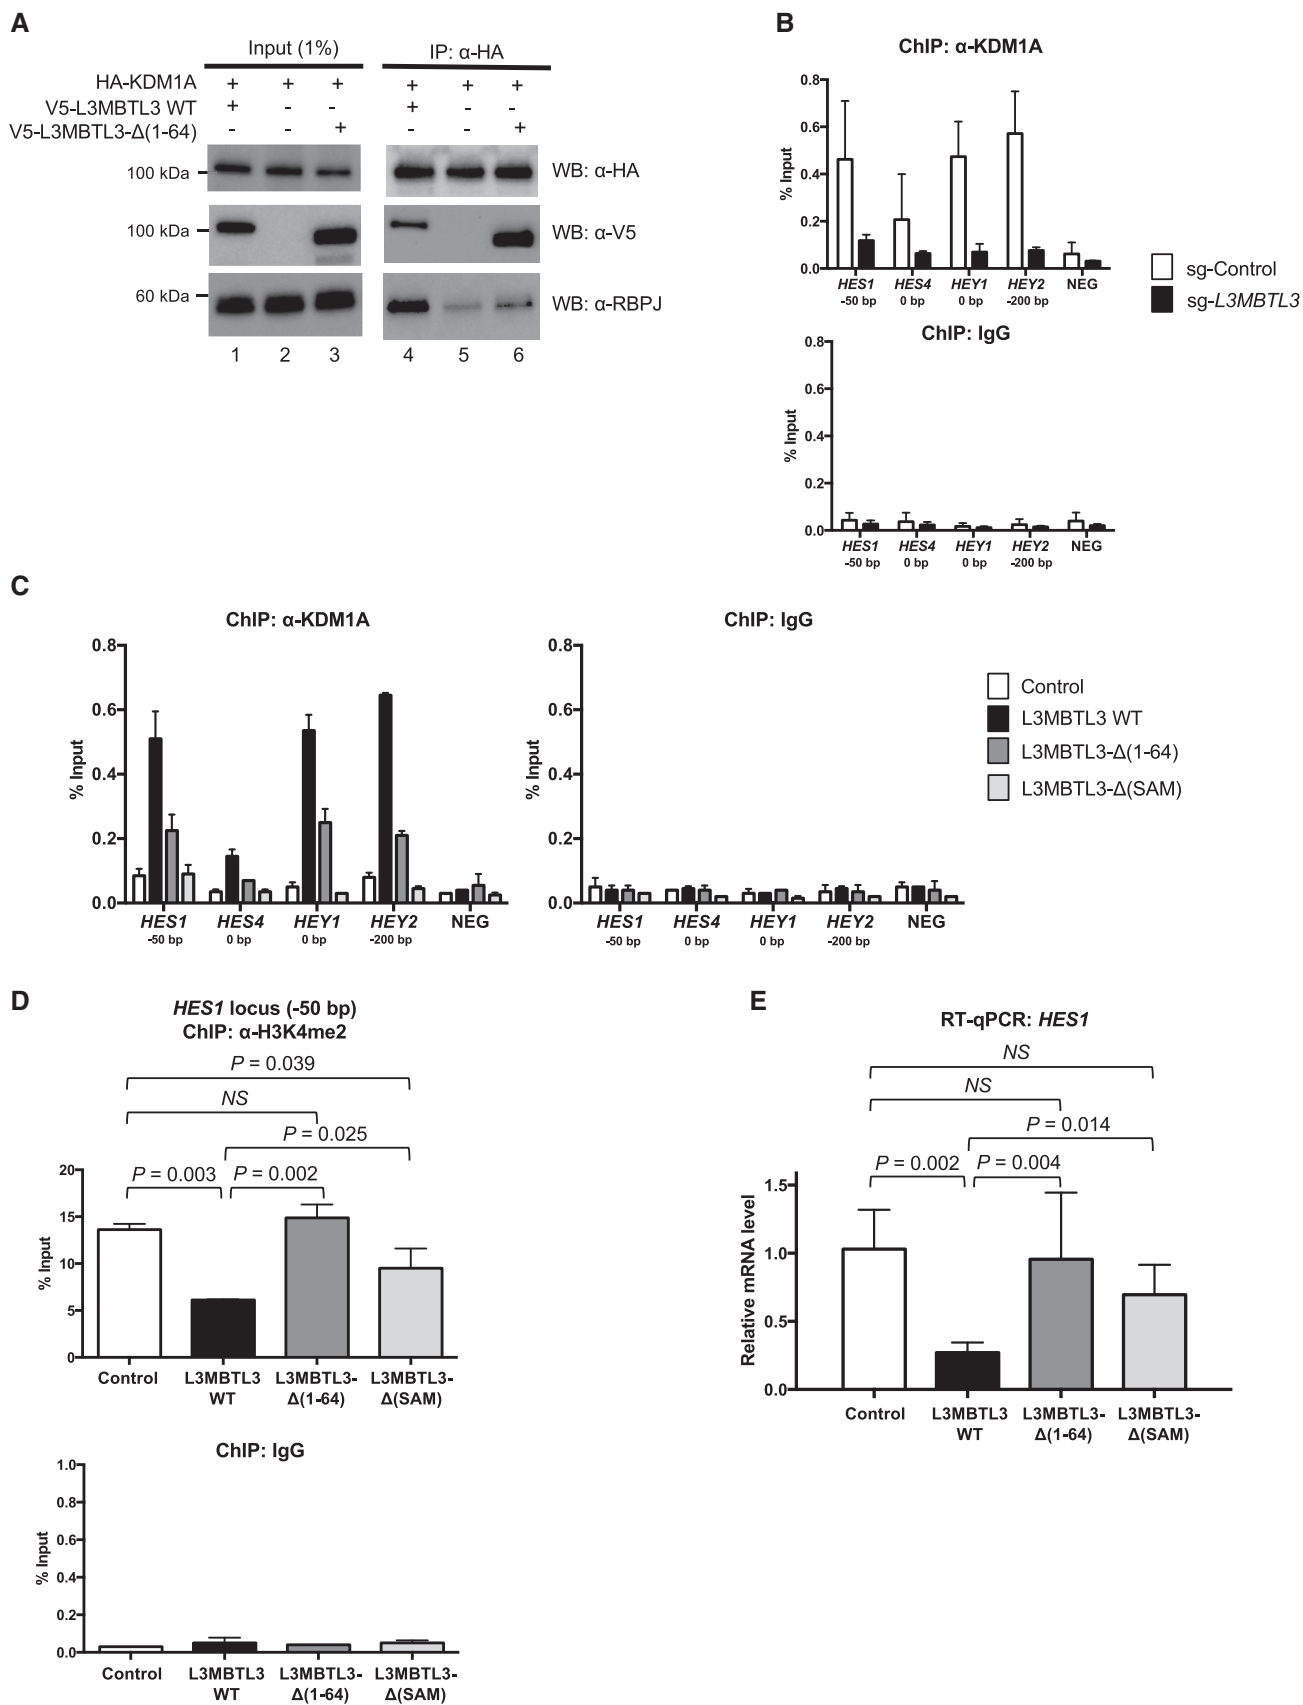 A
Input (1%)
IP: α-HA
HA-KDM1A + + + + + +
V5-L3MBTL3 WT + - - + - -
V5-L3MBTL3-Δ(1-64) - - + - - +
100 kDa
WB: α-HA
100 kDa
WB: α-V5
60 kDa
WB: α-RBPJ
1 2 3 4 5 6
B
ChIP: α-KDM1A
0.8
0.6
0.4
0.2
0.0
% Input
HES1 HES4 HEY1 HEY2 NEG
-50 bp 0 bp 0 bp -200 bp
sg-Control
sg-L3MBTL3
ChIP: IgG
0.8
0.6
0.4
0.2
0.0
% Input
HES1 HES4 HEY1 HEY2 NEG
-50 bp 0 bp 0 bp -200 bp
C
ChIP: α-KDM1A
0.8
0.6
0.4
0.2
0.0
% Input
HES1 HES4 HEY1 HEY2 NEG
-50 bp 0 bp 0 bp -200 bp
ChIP: IgG
0.8
0.6
0.4
0.2
0.0
% Input
HES1 HES4 HEY1 HEY2 NEG
-50 bp 0 bp 0 bp -200 bp
Control
L3MBTL3 WT
L3MBTL3-Δ(1-64)
L3MBTL3-Δ(SAM)
D
HES1 locus (-50 bp)
ChIP: α-H3K4me2
P = 0.039
NS
P = 0.025
P = 0.003
P = 0.002
20
15
10
5
0
% Input
Control L3MBTL3 L3MBTL3- L3MBTL3-
WT Δ(1-64) Δ(SAM)
ChIP: IgG
1.0
0.8
0.6
0.4
0.2
0.0
% Input
Control L3MBTL3 L3MBTL3- L3MBTL3-
WT Δ(1-64) Δ(SAM)
E
RT-qPCR: HES1
NS
NS
P = 0.014
P = 0.002
P = 0.004
1.5
1.0
0.5
0.0
Relative mRNA level
Control L3MBTL3 L3MBTL3- L3MBTL3-
WT Δ(1-64) Δ(SAM)